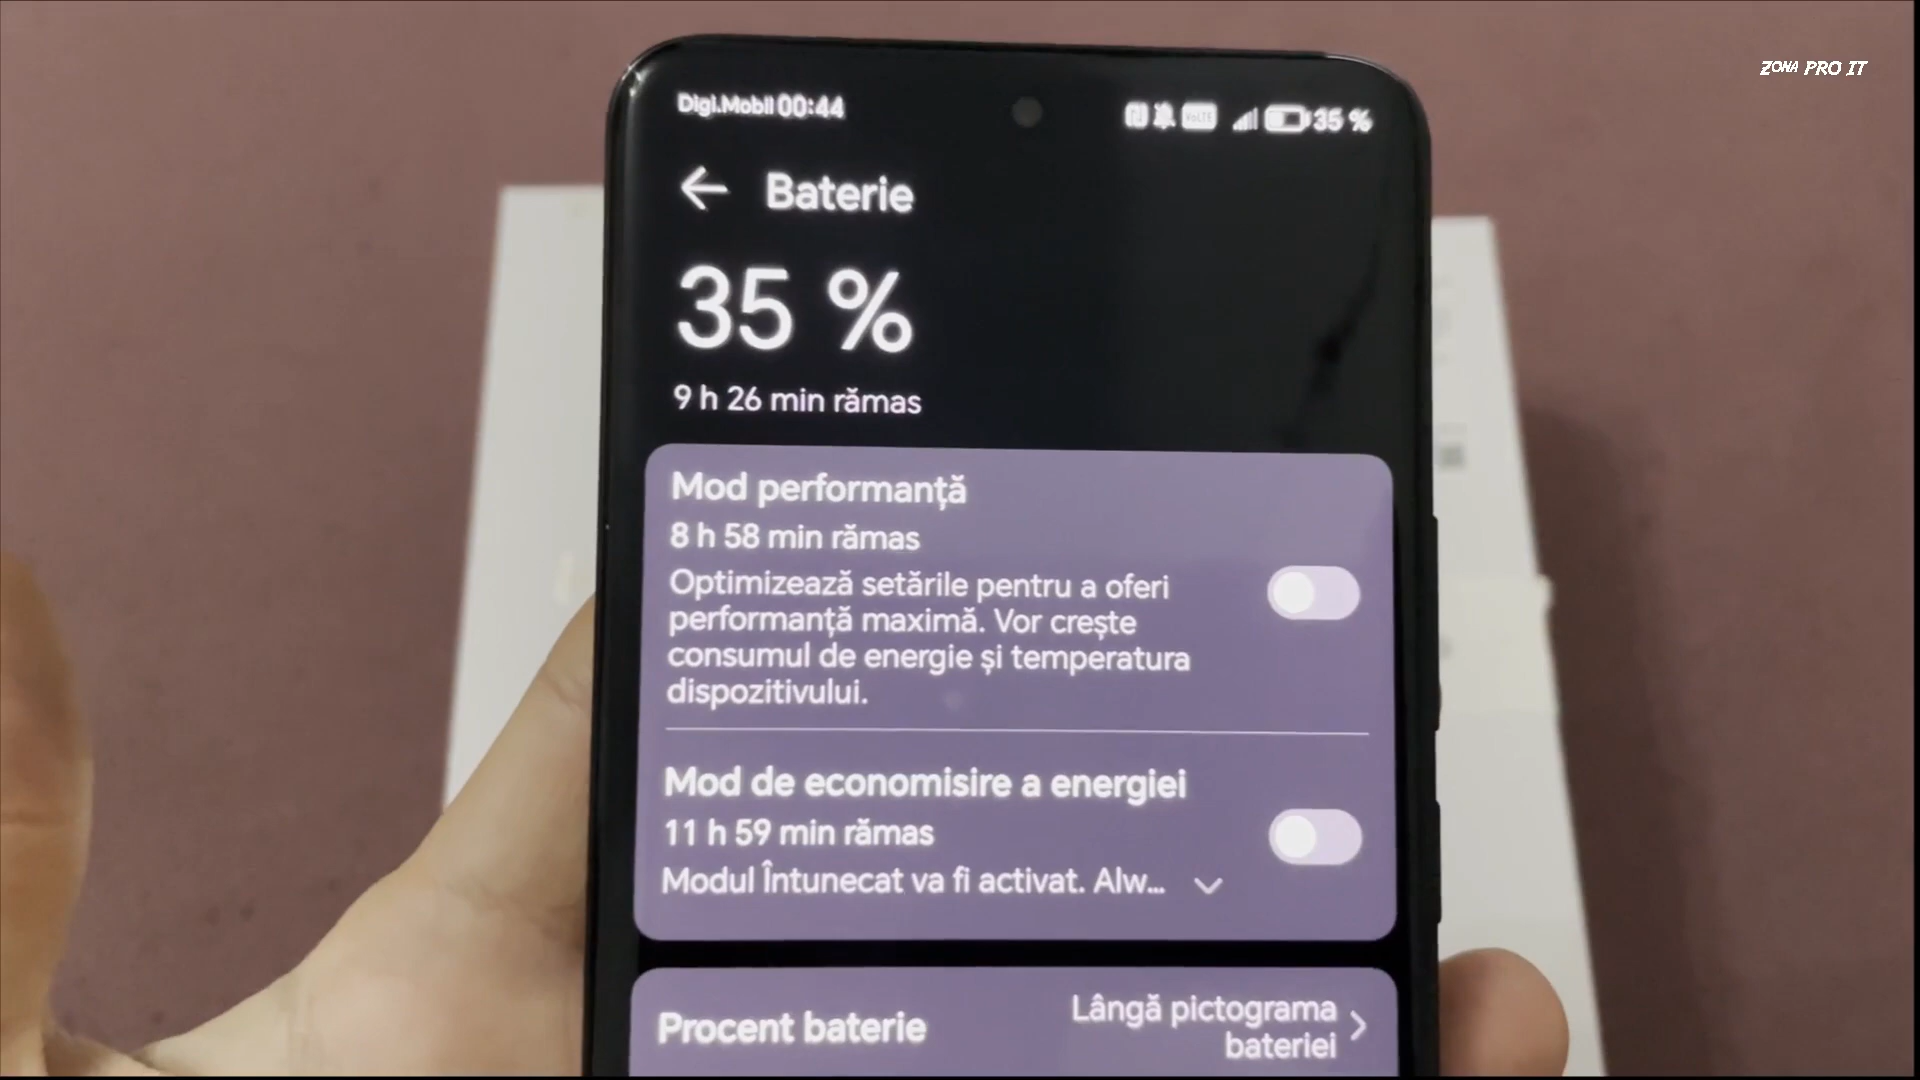 ZONA PRO IT
Digi.Mobil 00:44
VoLTE 35 %
Baterie
35 %
9 h 26 min rămas
Mod performanță
8 h 58 min rămas
Optimizează setările pentru a oferi
performanță maximă. Vor crește
consumul de energie și temperatura
dispozitivului.
Mod de economisire a energiei
11 h 59 min rămas
Modul Întunecat va fi activat. Alw...
Procent baterie
Lângă pictograma
bateriei